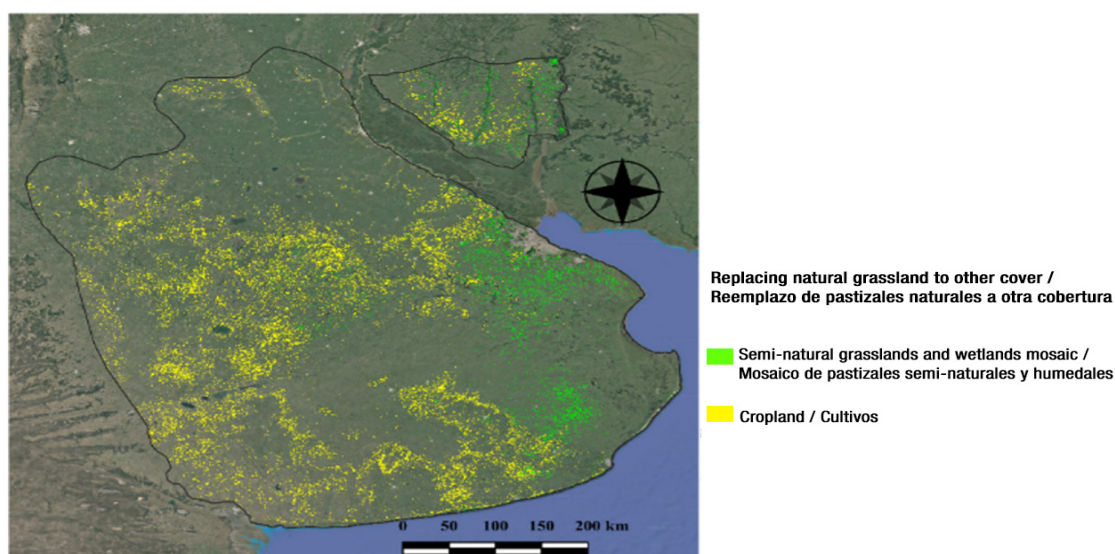 Replacing natural grassland to other cover /
Reemplazo de pastizales naturales a otra cobertura
Semi-natural grasslands and wetlands mosaic /
Mosaico de pastizales semi-naturales y humedales
Cropland / Cultivos
0 50 100 150 200 km